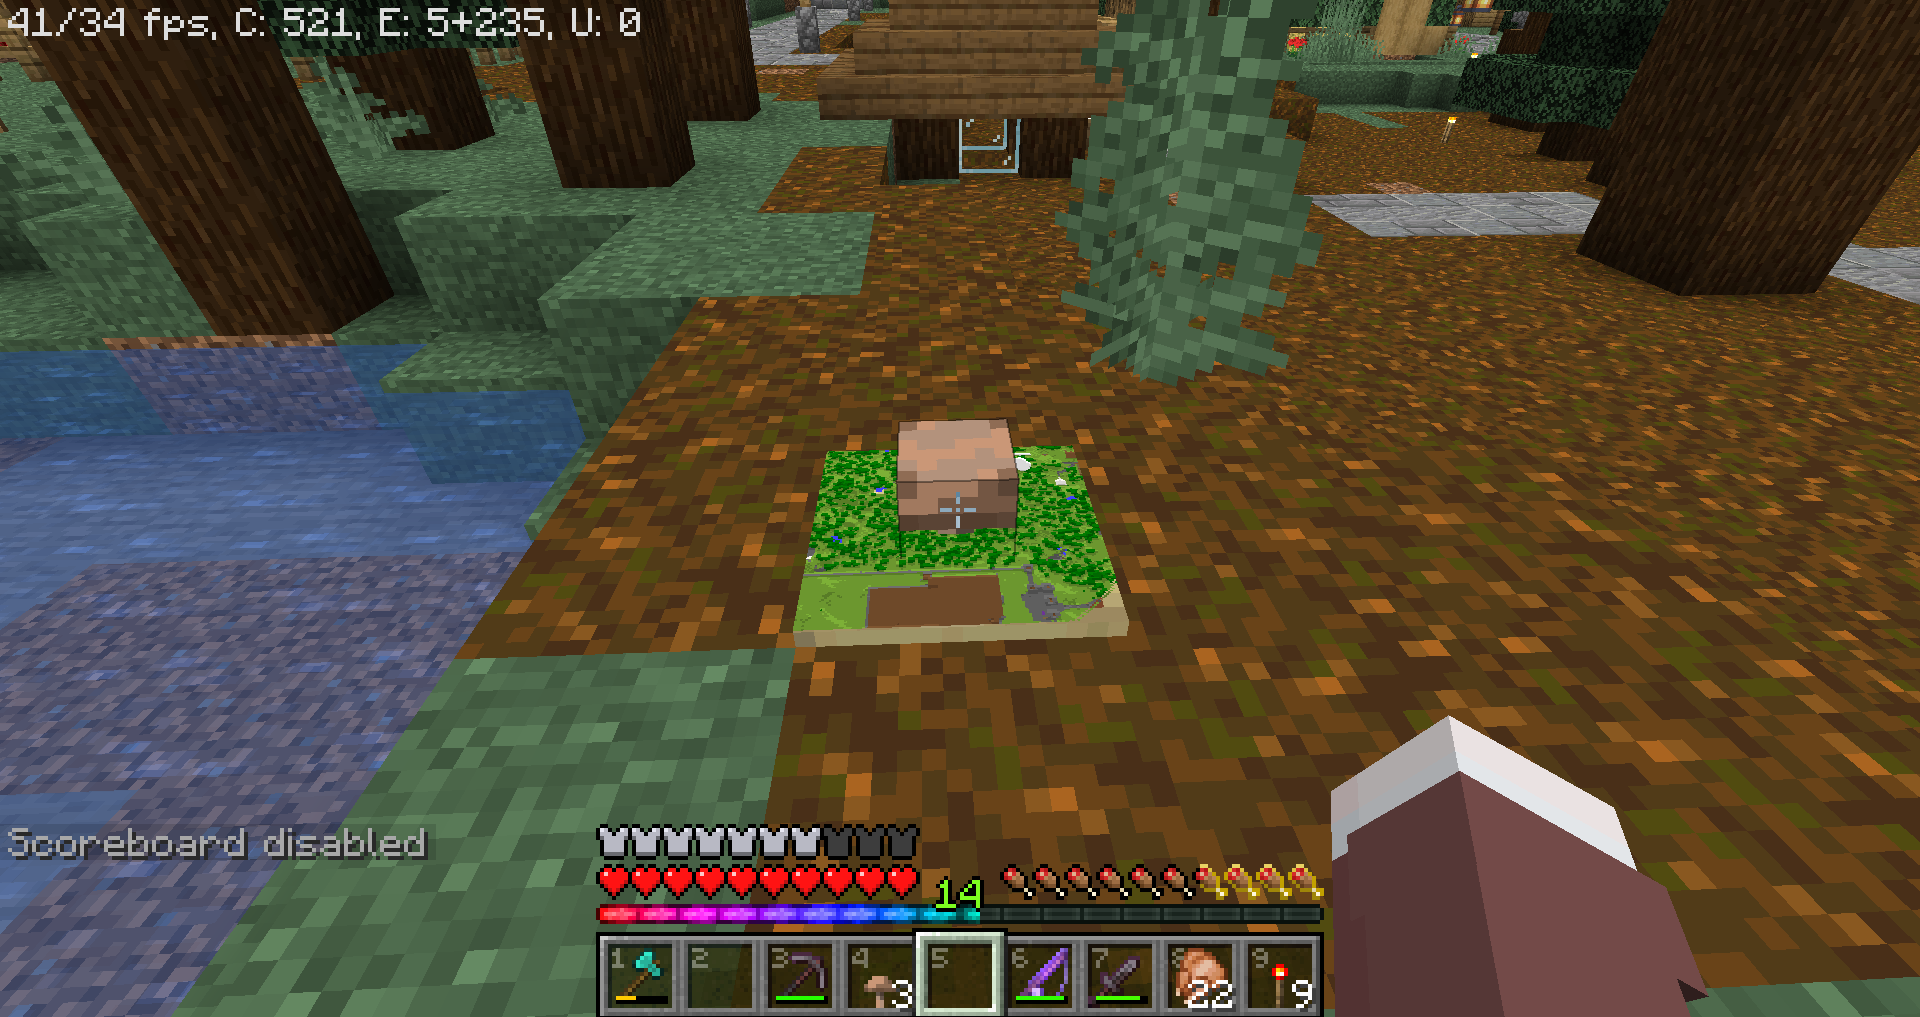 41/34 fps, C: 521, E: 5+235, U: 0
Scoreboard disabled
14
1 2 3 4 5 6 7 8 9
3 22 9